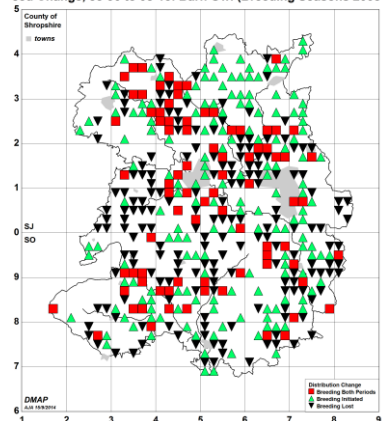 County of
Shropshire
towns
5
4
3
2
1
SJ
0
SO
9
8
7
6
DMAP
1 2 3 4 5 6 7 8 9
Distribution Change
Breeding Both Periods
Breeding Initiated
Breeding Lost